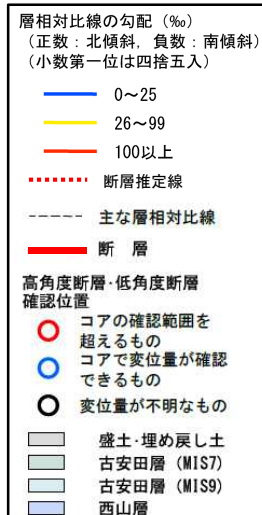 層相対比線の勾配（‰）
（正数：北傾斜，負数：南傾斜）
（小数第一位は四捨五入）
0～25
26～99
100以上
断層推定線
主な層相対比線
断　層
高角度断層・低角度断層
確認位置
コアの確認範囲を
超えるもの
コアで変位量が確認
できるもの
変位量が不明なもの
盛土・埋め戻し土
古安田層（MIS7）
古安田層（MIS9）
西山層